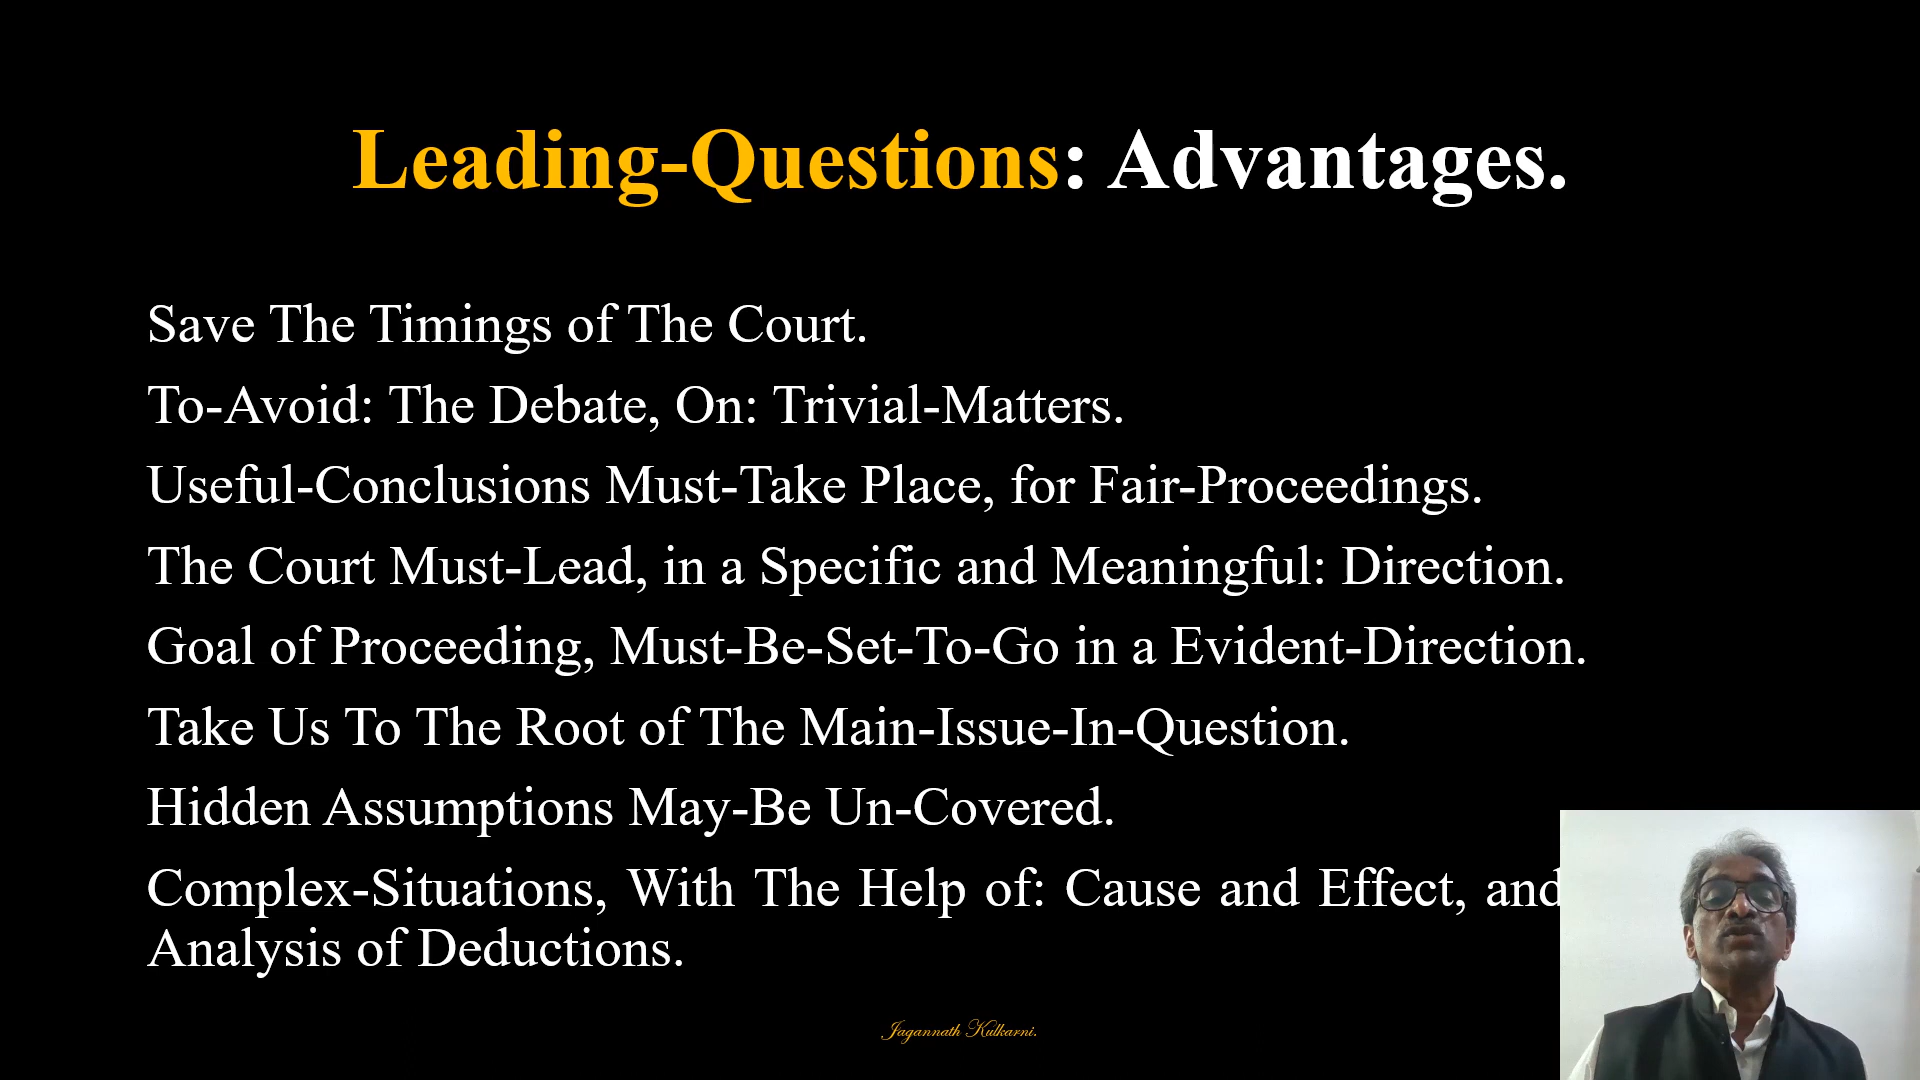 Leading-Questions: Advantages.
Save The Timings of The Court.
To-Avoid: The Debate, On: Trivial-Matters.
Useful-Conclusions Must-Take Place, for Fair-Proceedings.
The Court Must-Lead, in a Specific and Meaningful: Direction.
Goal of Proceeding, Must-Be-Set-To-Go in a Evident-Direction.
Take Us To The Root of The Main-Issue-In-Question.
Hidden Assumptions May-Be Un-Covered.
Complex-Situations, With The Help of: Cause and Effect, and
Analysis of Deductions.
Jagannath Kulkarni.